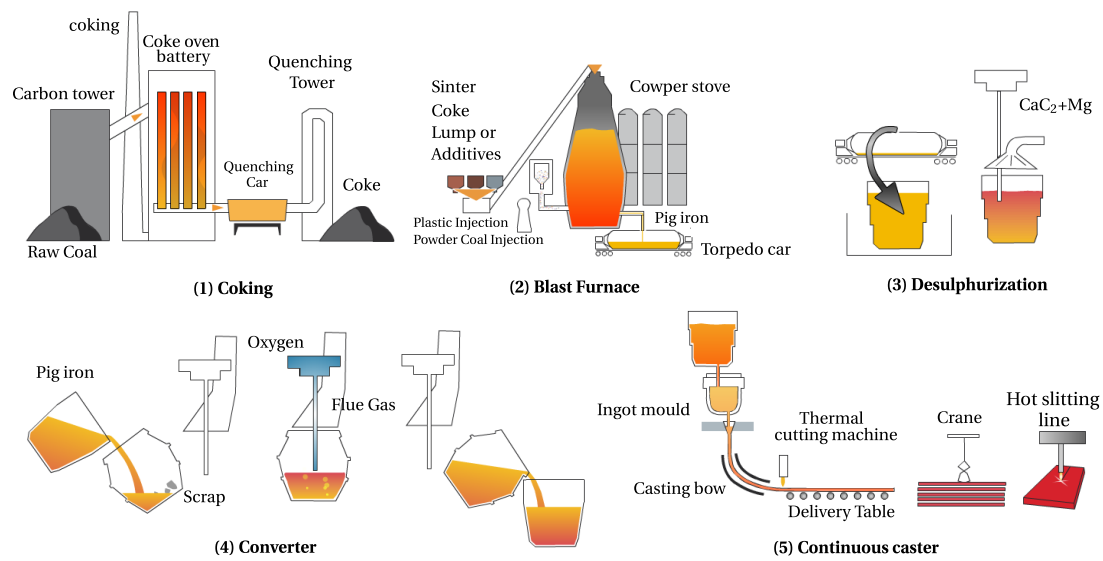 coking
Coke oven
battery
Carbon tower
Quenching
Tower
Quenching
Car
Coke
Raw Coal
(1) Coking
Sinter
Coke
Lump or
Additives
Cowper stove
Plastic Injection
Powder Coal Injection
Pig iron
Torpedo car
(2) Blast Furnace
CaC₂+Mg
(3) Desulphurization
Pig iron
Scrap
Oxygen
Flue Gas
(4) Converter
Ingot mould
Casting bow
Thermal
cutting machine
Delivery Table
Crane
Hot slitting
line
(5) Continuous caster